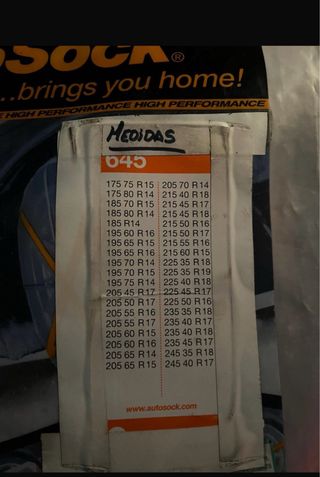 oSock®
...brings you home!
E HIGH PERFORMANCE HIGH PERFORMANCE
MEDIDAS
645
175 75 R15 205 70 R14
175 80 R14 215 40 R18
185 70 R15 215 45 R17
185 80 R14 215 45 R18
185 R14 215 50 R16
195 60 R16 215 50 R17
195 65 R15 215 55 R16
195 65 R16 215 60 R15
195 70 R14 225 35 R18
195 70 R15 225 35 R19
195 75 R14 225 40 R18
205 45 R17 225 45 R17
205 50 R17 225 50 R16
205 55 R16 235 35 R18
205 55 R17 235 40 R17
205 60 R15 235 40 R18
205 60 R16 235 45 R17
205 65 R14 245 35 R18
205 65 R15 245 40 R17
www.autosock.com